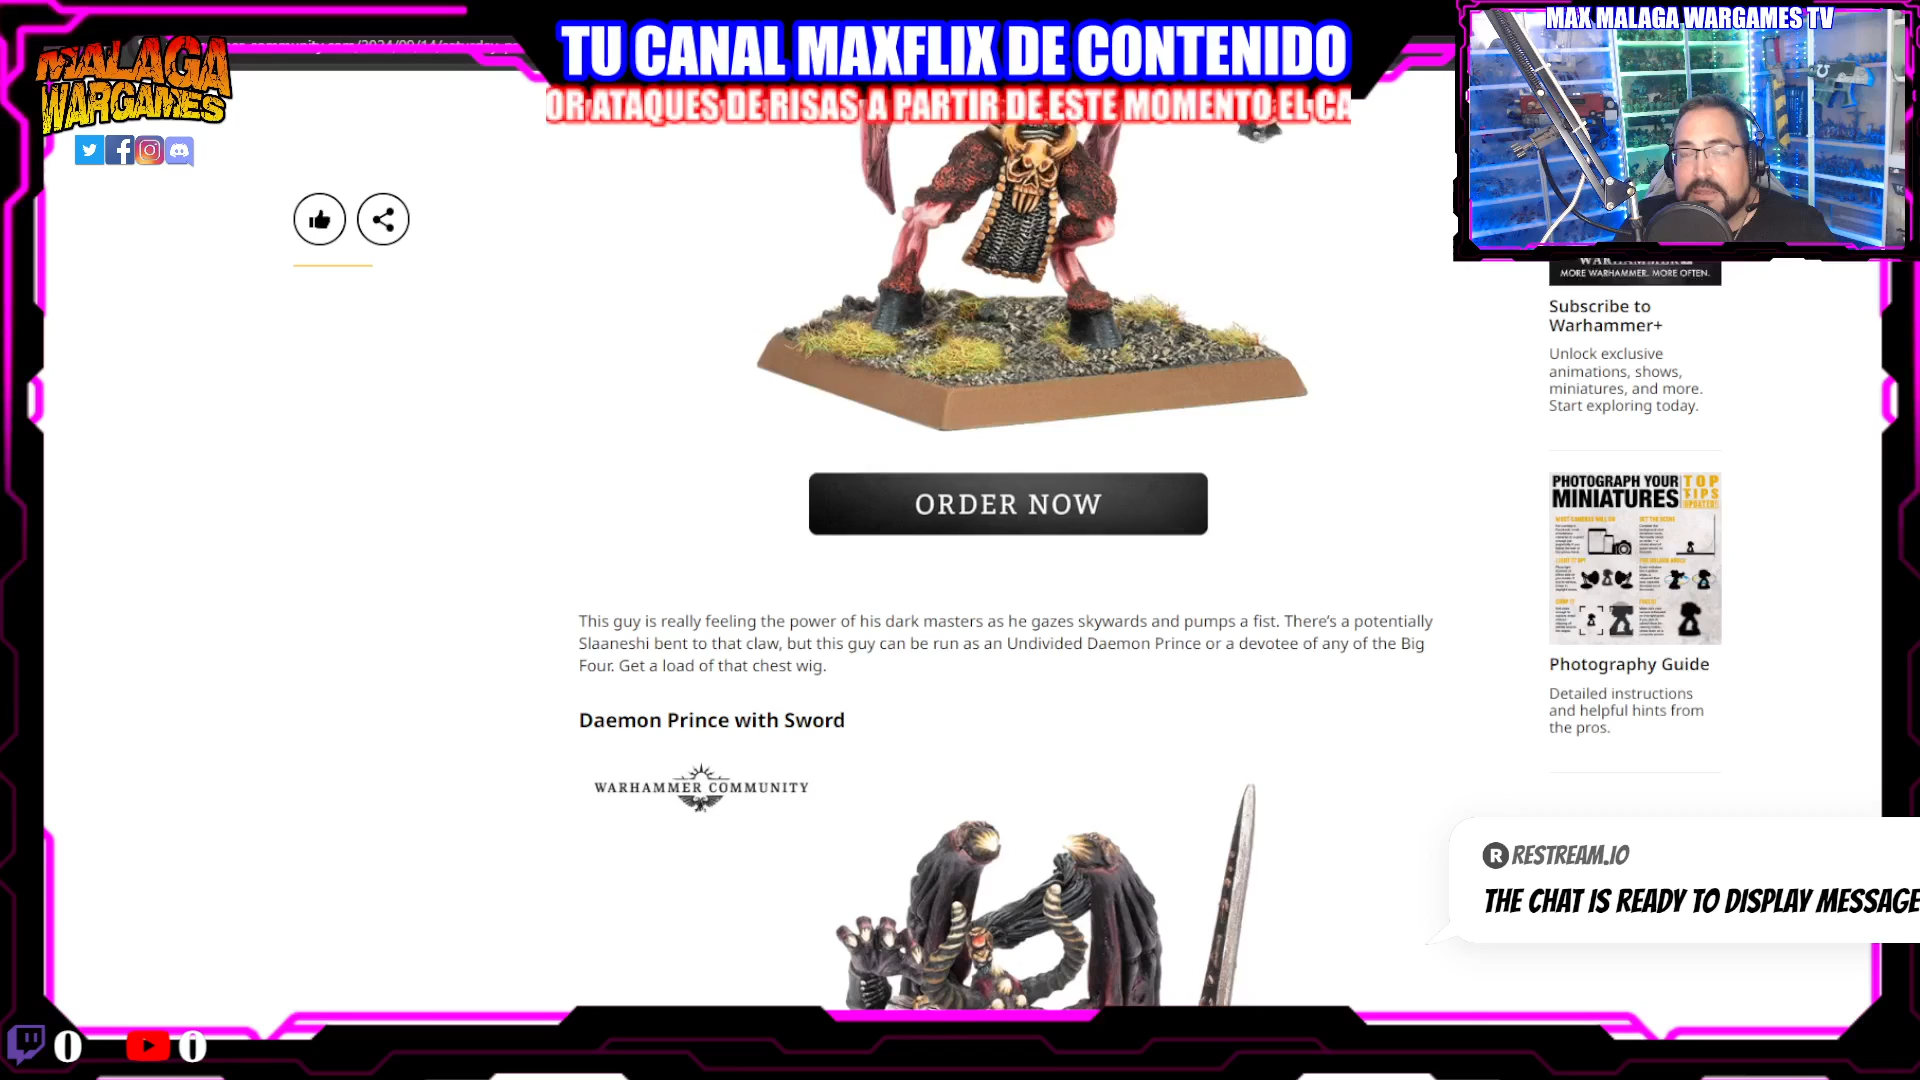 TU CANAL MAXFLIX DE CONTENIDO
OR ATAQUES DE RISAS A PARTIR DE ESTE MOMENTO EL CA
MAX MALAGA WARGAMES TV
MALAGA
WARGAMES
MORE WARHAMMER. MORE OFTEN.
Subscribe to
Warhammer+
Unlock exclusive
animations, shows,
miniatures, and more.
Start exploring today.
ORDER NOW
PHOTOGRAPH YOUR
MINIATURES
TOP
TIPS
UPDATED!
Photography Guide
Detailed instructions
and helpful hints from
the pros.
This guy is really feeling the power of his dark masters as he gazes skywards and pumps a fist. There’s a potentially
Slaaneshi bent to that claw, but this guy can be run as an Undivided Daemon Prince or a devotee of any of the Big
Four. Get a load of that chest wig.
Daemon Prince with Sword
WARHAMMER COMMUNITY
RESTREAM.IO
THE CHAT IS READY TO DISPLAY MESSAGE
0
0